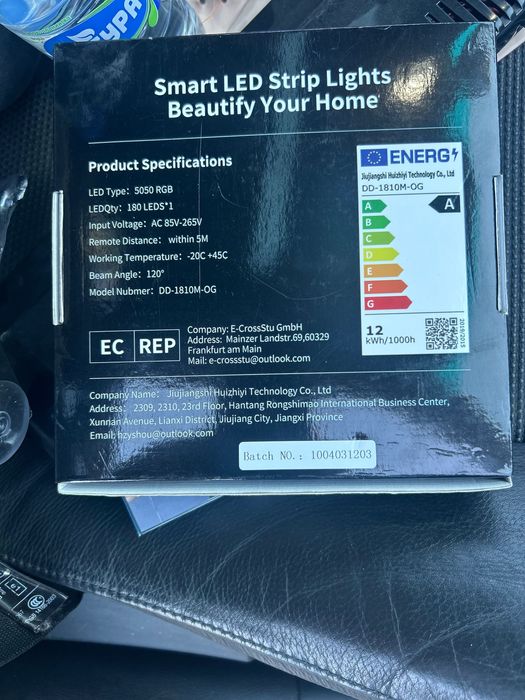 Smart LED Strip Lights
Beautify Your Home
Product Specifications
LED Type: 5050 RGB
LEDQty: 180 LEDS*1
Input Voltage: AC 85V-265V
Remote Distance: within 5M
Working Temperature: -20C +45C
Beam Angle: 120°
Model Nubmer: DD-1810M-OG
ENERG
Jiujiangshi Huizhiyi Technology Co., Ltd
DD-1810M-OG
A
A
B
C
D
E
F
G
12
kWh/1000h
2019/2015
EC REP
Company: E-CrossStu GmbH
Address: Mainzer Landstr.69,60329
Frankfurt am Main
Mail: e-crossstu@outlook.com
Company Name: Jiujiangshi Huizhiyi Technology Co., Ltd
Address: 2309, 2310, 23rd Floor, Hantang Rongshimao International Business Center,
Xunnan Avenue, Lianxi District, Jiujiang City, Jiangxi Province
Email: hzyshou@outlook.com
Batch NO.: 1004031203